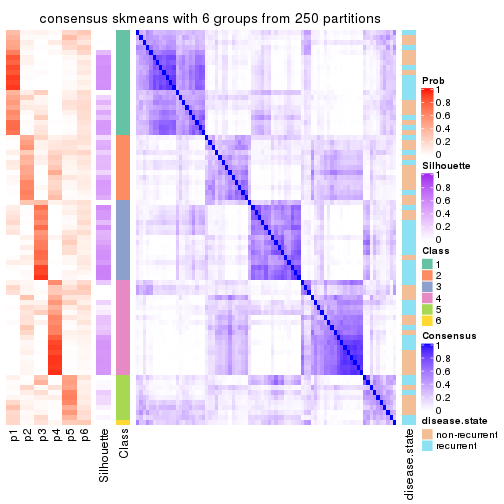 consensus skmeans with 6 groups from 250 partitions
p1
p2
p3
p4
p5
p6
Silhouette
Class
disease.state
Prob
1
0.8
0.6
0.4
0.2
0
Silhouette
1
0.8
0.6
0.4
0.2
0
Class
1
2
3
4
5
6
Consensus
1
0.8
0.6
0.4
0.2
0
disease.state
non-recurrent
recurrent